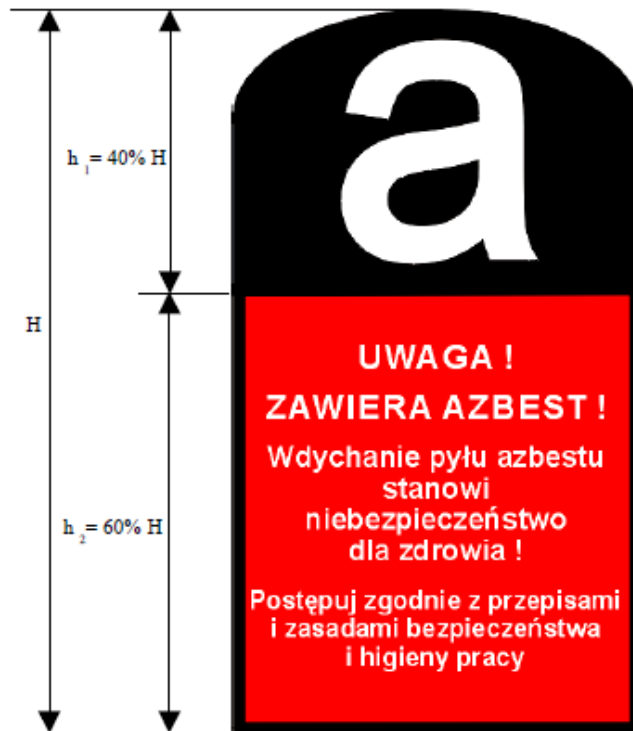 a
h₁= 40% H
H
h₂= 60% H
UWAGA !
ZAWIERA AZBEST !
Wdychanie pyłu azbestu
stanowi
niebezpieczeństwo
dla zdrowia !
Postępuj zgodnie z przepisami
i zasadami bezpieczeństwa
i higieny pracy